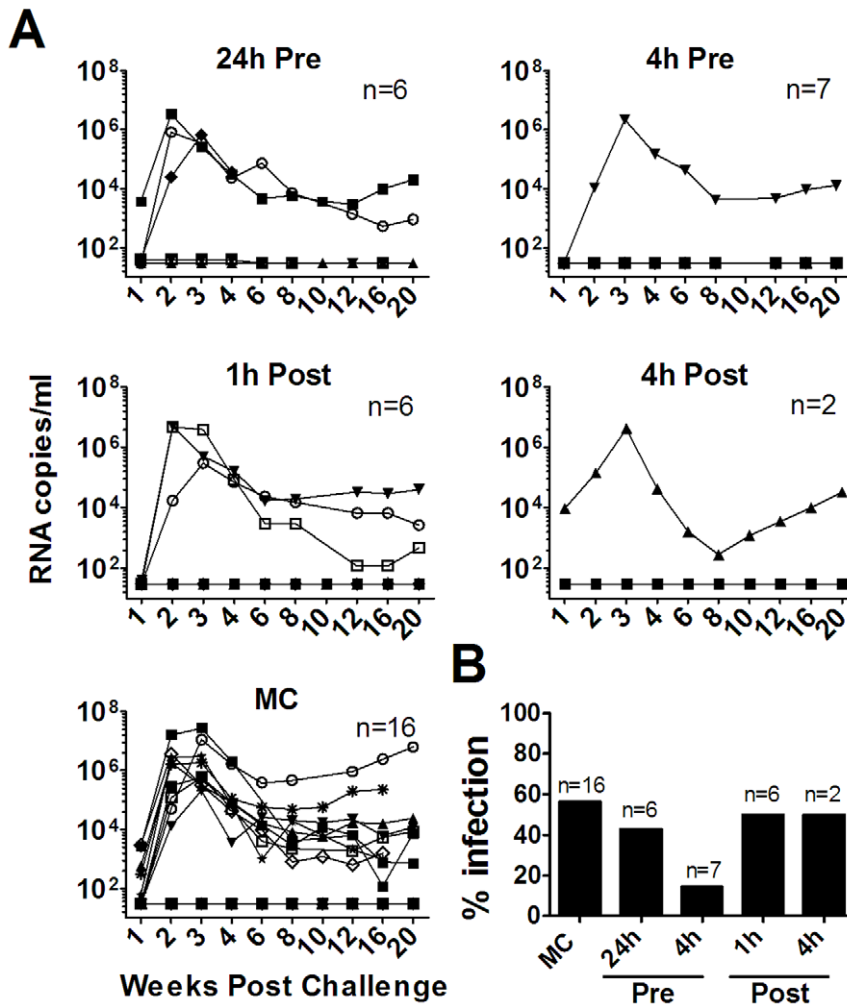 A
24h Pre
n=6
10^8
10^6
10^4
10^2
1 2 3 4 6 8 10 12 16 20
4h Pre
n=7
10^8
10^6
10^4
10^2
1 2 3 4 6 8 10 12 16 20
1h Post
n=6
10^8
10^6
10^4
10^2
1 2 3 4 6 8 10 12 16 20
4h Post
n=2
10^8
10^6
10^4
10^2
1 2 3 4 6 8 10 12 16 20
RNA copies/ml
MC
n=16
10^8
10^6
10^4
10^2
1 2 3 4 6 8 10 12 16 20
Weeks Post Challenge
B
% infection
100
80
60
40
20
0
n=16
n=6
n=7
n=6
n=2
MC 24h 4h 1h 4h
Pre Post